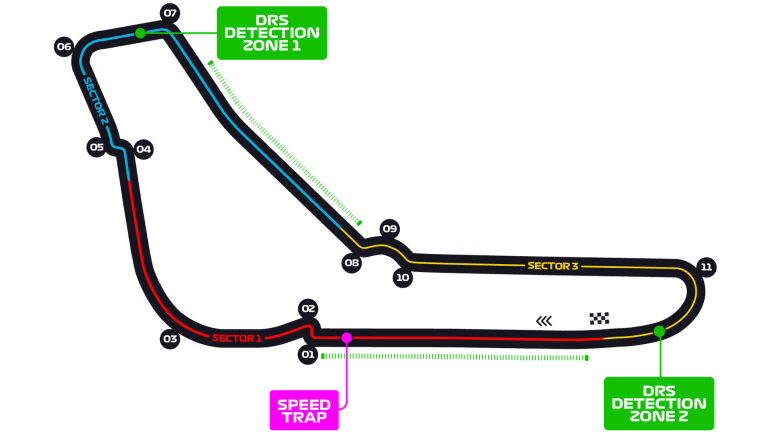 07
DRS
DETECTION
ZONE 1
06
SECTOR 2
05
04
09
08
10
SECTOR 3
11
02
03
SECTOR 1
01
SPEED
TRAP
DRS
DETECTION
ZONE 2